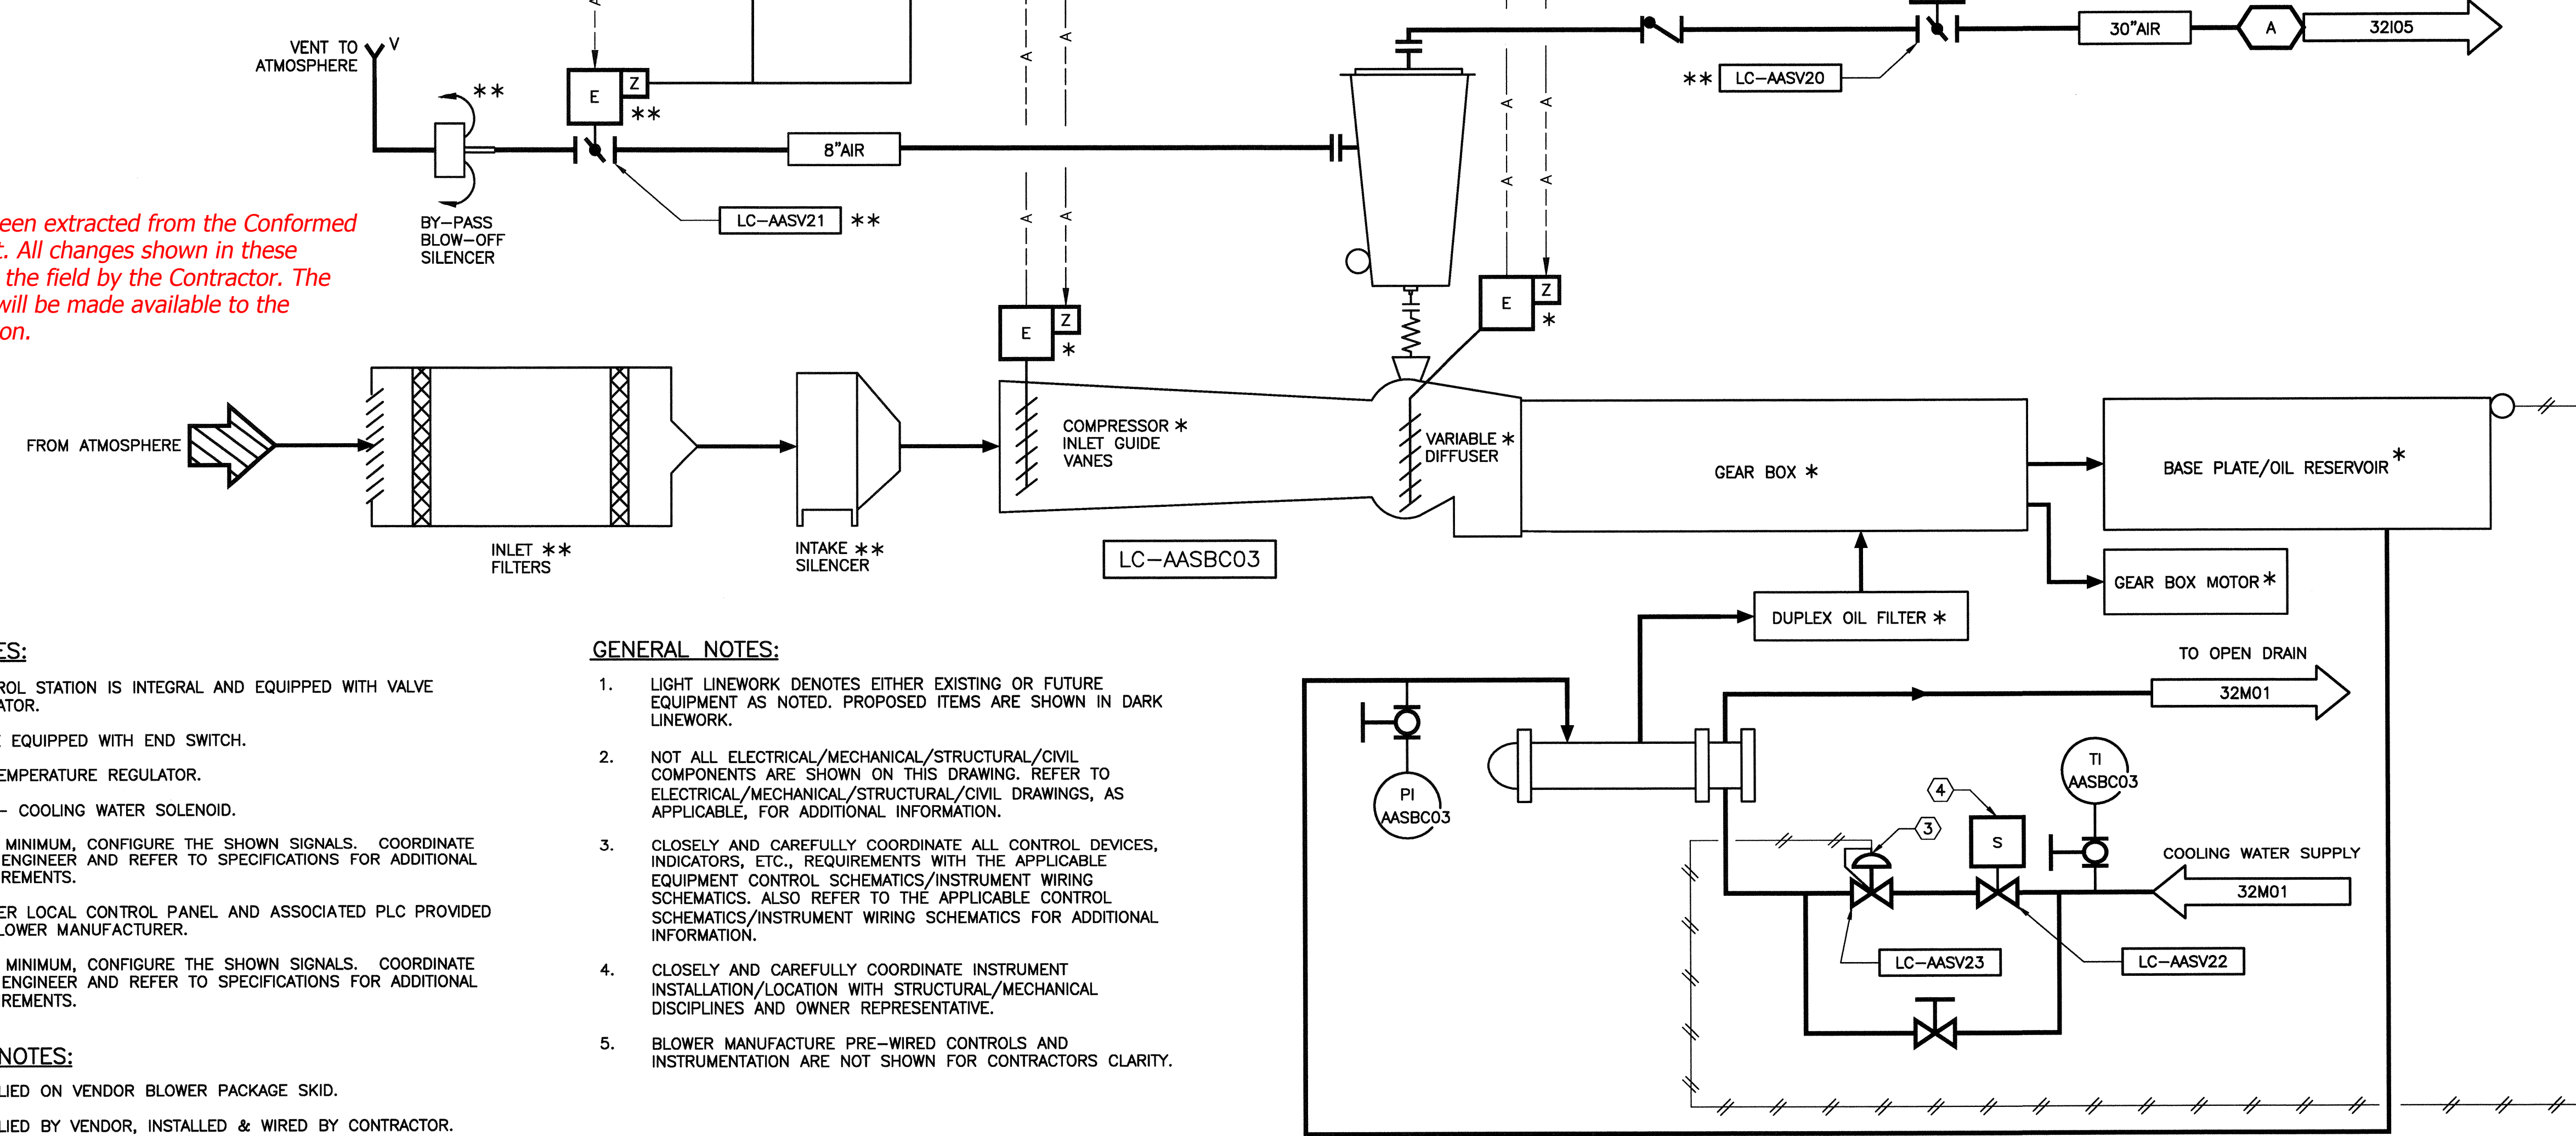 VENT TO
ATMOSPHERE
V
**
E
Z
**
8"AIR
LC-AASV21 **
BY-PASS
BLOW-OFF
SILENCER
A
A
A
A
A
A
A
A
A
30"AIR
A
32I05
** LC-AASV20
een extracted from the Conformed
t. All changes shown in these
the field by the Contractor. The
will be made available to the
on.
E
Z
*
E
Z
*
FROM ATMOSPHERE
INLET **
FILTERS
INTAKE **
SILENCER
COMPRESSOR *
INLET GUIDE
VANES
LC-AASBC03
VARIABLE *
DIFFUSER
GEAR BOX *
BASE PLATE/OIL RESERVOIR *
GEAR BOX MOTOR *
DUPLEX OIL FILTER *
TO OPEN DRAIN
32M01
PI
AASBC03
TI
AASBC03
4
3
S
COOLING WATER SUPPLY
32M01
LC-AASV23
LC-AASV22
ES:
ROL STATION IS INTEGRAL AND EQUIPPED WITH VALVE
ATOR.
E EQUIPPED WITH END SWITCH.
EMPERATURE REGULATOR.
- COOLING WATER SOLENOID.
MINIMUM, CONFIGURE THE SHOWN SIGNALS. COORDINATE
ENGINEER AND REFER TO SPECIFICATIONS FOR ADDITIONAL
REMENTS.
ER LOCAL CONTROL PANEL AND ASSOCIATED PLC PROVIDED
LOWER MANUFACTURER.
MINIMUM, CONFIGURE THE SHOWN SIGNALS. COORDINATE
ENGINEER AND REFER TO SPECIFICATIONS FOR ADDITIONAL
REMENTS.
NOTES:
LIED ON VENDOR BLOWER PACKAGE SKID.
LIED BY VENDOR, INSTALLED & WIRED BY CONTRACTOR.
GENERAL NOTES:
1. LIGHT LINEWORK DENOTES EITHER EXISTING OR FUTURE
EQUIPMENT AS NOTED. PROPOSED ITEMS ARE SHOWN IN DARK
LINEWORK.
2. NOT ALL ELECTRICAL/MECHANICAL/STRUCTURAL/CIVIL
COMPONENTS ARE SHOWN ON THIS DRAWING. REFER TO
ELECTRICAL/MECHANICAL/STRUCTURAL/CIVIL DRAWINGS, AS
APPLICABLE, FOR ADDITIONAL INFORMATION.
3. CLOSELY AND CAREFULLY COORDINATE ALL CONTROL DEVICES,
INDICATORS, ETC., REQUIREMENTS WITH THE APPLICABLE
EQUIPMENT CONTROL SCHEMATICS/INSTRUMENT WIRING
SCHEMATICS. ALSO REFER TO THE APPLICABLE CONTROL
SCHEMATICS/INSTRUMENT WIRING SCHEMATICS FOR ADDITIONAL
INFORMATION.
4. CLOSELY AND CAREFULLY COORDINATE INSTRUMENT
INSTALLATION/LOCATION WITH STRUCTURAL/MECHANICAL
DISCIPLINES AND OWNER REPRESENTATIVE.
5. BLOWER MANUFACTURE PRE-WIRED CONTROLS AND
INSTRUMENTATION ARE NOT SHOWN FOR CONTRACTORS CLARITY.